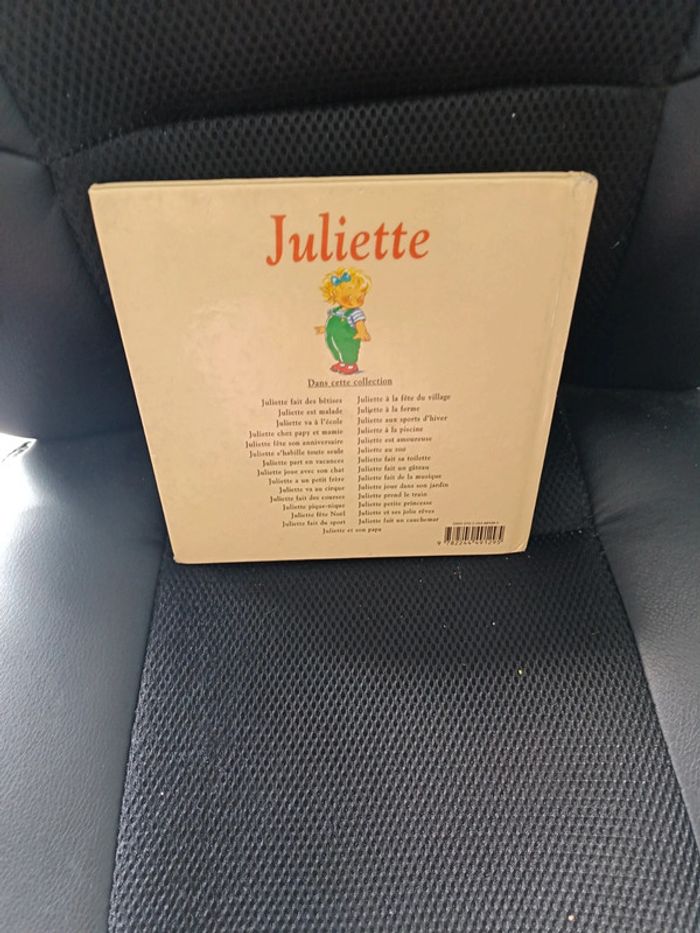 Juliette
Dans cette collection
Juliette fait des bêtises
Juliette est malade
Juliette va à l'école
Juliette chez papy et mamie
Juliette fête son anniversaire
Juliette s'habille toute seule
Juliette part en vacances
Juliette joue avec son chat
Juliette a un petit frère
Juliette va au cirque
Juliette fait des courses
Juliette pique-nique
Juliette fête Noël
Juliette fait du sport
Juliette à la fête du village
Juliette à la ferme
Juliette aux sports d'hiver
Juliette à la piscine
Juliette est amoureuse
Juliette au zoo
Juliette fait sa toilette
Juliette fait un gâteau
Juliette fait de la musique
Juliette joue dans son jardin
Juliette prend le train
Juliette petite princesse
Juliette et ses jolis rêves
Juliette fait un cauchemar
Juliette et son papa
9 782244 491295